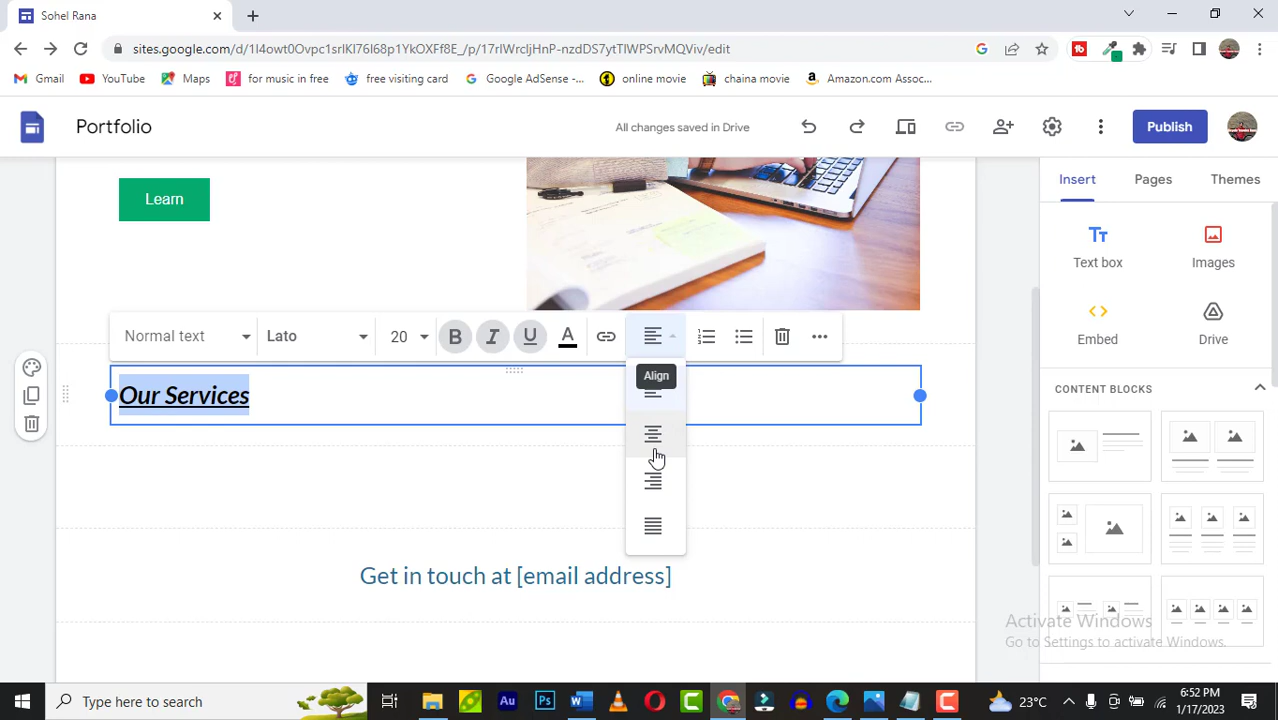 Sohel Rana
sites.google.com/d/1I4owt0Ovpc1srIKI76I68p1YkOXFf8E_/p/17rIWrcljHnP-nzdDS7ytTlWPSrvMQViv/edit
Gmail YouTube Maps for music in free free visiting card Google AdSense -... online movie chaina movie Amazon.com Assoc...
Portfolio All changes saved in Drive Publish
Insert Pages Themes
Learn
Text box Images
Normal text Lato 20 B I U A
Embed Drive
Align
CONTENT BLOCKS
Our Services
Get in touch at [email address]
Activate Windows
Go to Settings to activate Windows.
Type here to search Au Ps 23°C 6:52 PM
1/17/2023